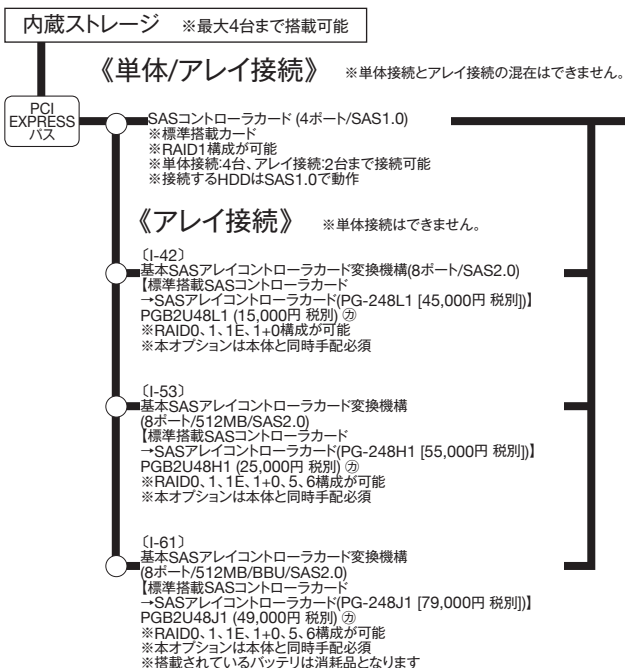 内蔵ストレージ ※最大4台まで搭載可能
《単体/アレイ接続》 ※単体接続とアレイ接続の混在はできません。
PCI
EXPRESS
バス
SASコントローラカード (4ポート/SAS1.0)
※標準搭載カード
※RAID1構成が可能
※単体接続:4台、アレイ接続:2台まで接続可能
※接続するHDDはSAS1.0で動作
《アレイ接続》 ※単体接続はできません。
〔I-42〕
基本SASアレイコントローラカード変換機構(8ポート/SAS2.0)
【標準搭載SASコントローラカード
→SASアレイコントローラカード(PG-248L1 [45,000円 税別])】
PGB2U48L1 (15,000円 税別) ㋕
※RAID0、1、1E、1+0構成が可能
※本オプションは本体と同時手配必須
〔I-53〕
基本SASアレイコントローラカード変換機構
(8ポート/512MB/SAS2.0)
【標準搭載SASコントローラカード
→SASアレイコントローラカード(PG-248H1 [55,000円 税別])】
PGB2U48H1 (25,000円 税別) ㋕
※RAID0、1、1E、1+0、5、6構成が可能
※本オプションは本体と同時手配必須
〔I-61〕
基本SASアレイコントローラカード変換機構
(8ポート/512MB/BBU/SAS2.0)
【標準搭載SASコントローラカード
→SASアレイコントローラカード(PG-248J1 [79,000円 税別])】
PGB2U48J1 (49,000円 税別) ㋕
※RAID0、1、1E、1+0、5、6構成が可能
※本オプションは本体と同時手配必須
※搭載されているバッテリは消耗品となります